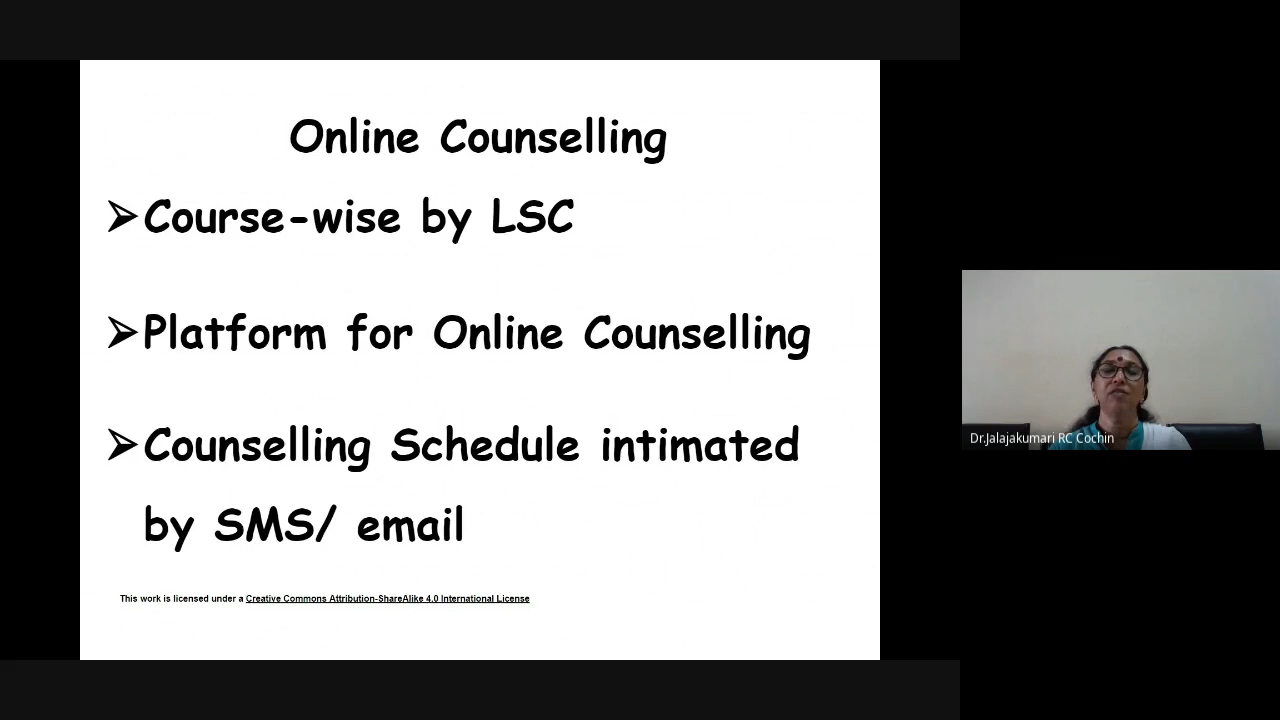 Online Counselling
➢Course-wise by LSC
➢Platform for Online Counselling
➢Counselling Schedule intimated
by SMS/ email
This work is licensed under a Creative Commons Attribution-ShareAlike 4.0 International License
Dr.Jalajakumari RC Cochin